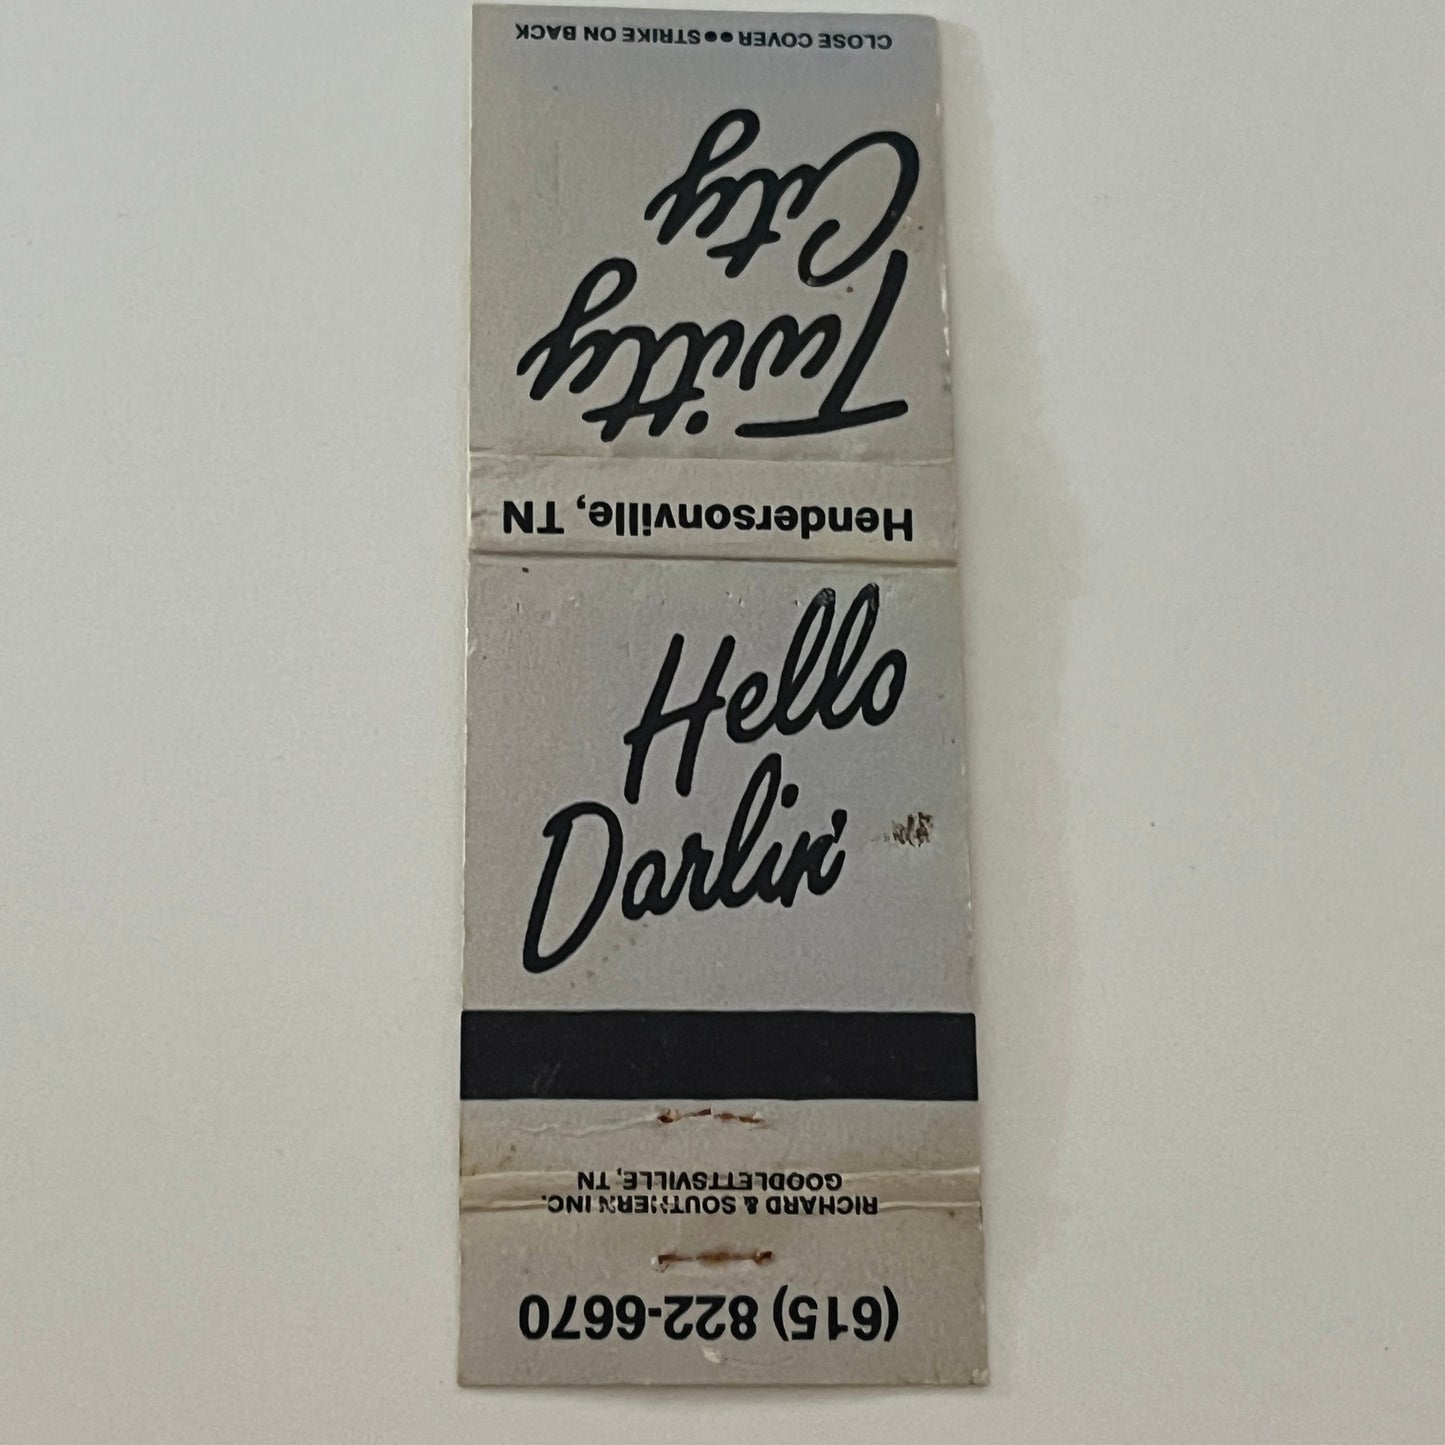 CLOSE COVER ●● STRIKE ON BACK
Twitty
City
Hendersonville, TN
Hello
Darlin'
RICHARD & SOUTHERN INC.
GOODLETTSVILLE, TN
(615) 822-6670